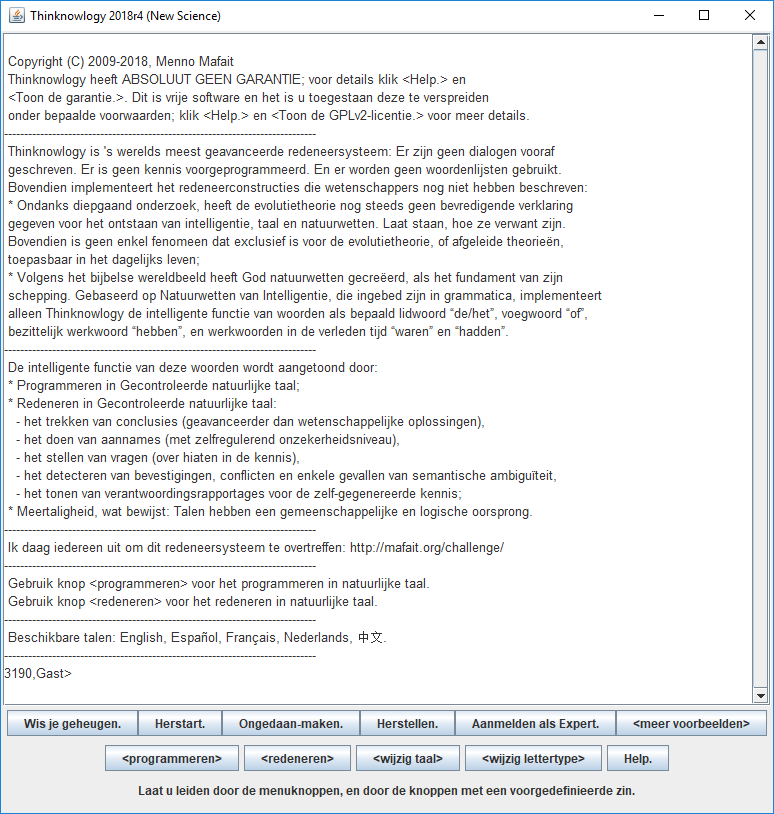 Thinknowlogy 2018r4 (New Science)
Copyright (C) 2009-2018, Menno Mafait
Thinknowlogy heeft ABSOLUUT GEEN GARANTIE; voor details klik <Help.> en
<Toon de garantie.>. Dit is vrije software en het is u toegestaan deze te verspreiden
onder bepaalde voorwaarden; klik <Help.> en <Toon de GPLv2-licentie.> voor meer details.
Thinknowlogy is 's werelds meest geavanceerde redeneersysteem: Er zijn geen dialogen vooraf
geschreven. Er is geen kennis voorgeprogrammeerd. En er worden geen woordenlijsten gebruikt.
Bovendien implementeert het redeneerconstructies die wetenschappers nog niet hebben beschreven:
* Ondanks diepgaand onderzoek, heeft de evolutietheorie nog steeds geen bevredigende verklaring
gegeven voor het ontstaan van intelligentie, taal en natuurwetten. Laat staan, hoe ze verwant zijn.
Bovendien is geen enkel fenomeen dat exclusief is voor de evolutietheorie, of afgeleide theorieën,
toepasbaar in het dagelijks leven;
* Volgens het bijbelse wereldbeeld heeft God natuurwetten gecreëerd, als het fundament van zijn
schepping. Gebaseerd op Natuurwetten van Intelligentie, die ingebed zijn in grammatica, implementeert
alleen Thinknowlogy de intelligente functie van woorden als bepaald lidwoord “de/het”, voegwoord “of”,
bezittelijk werkwoord “hebben”, en werkwoorden in de verleden tijd “waren” en “hadden”.
De intelligente functie van deze woorden wordt aangetoond door:
* Programmeren in Gecontroleerde natuurlijke taal;
* Redeneren in Gecontroleerde natuurlijke taal:
- het trekken van conclusies (geavanceerder dan wetenschappelijke oplossingen),
- het doen van aannames (met zelfregulerend onzekerheidsniveau),
- het stellen van vragen (over hiaten in de kennis),
- het detecteren van bevestigingen, conflicten en enkele gevallen van semantische ambiguïteit,
- het tonen van verantwoordingsrapportages voor de zelf-gegenereerde kennis;
* Meertaligheid, wat bewijst: Talen hebben een gemeenschappelijke en logische oorsprong.
Ik daag iedereen uit om dit redeneersysteem te overtreffen: http://mafait.org/challenge/
Gebruik knop <programmeren> voor het programmeren in natuurlijke taal.
Gebruik knop <redeneren> voor het redeneren in natuurlijke taal.
Beschikbare talen: English, Español, Français, Nederlands, 中文.
3190,Gast>
Wis je geheugen. Herstart. Ongedaan-maken. Herstellen. Aanmelden als Expert. <meer voorbeelden>
<programmeren> <redeneren> <wijzig taal> <wijzig lettertype> Help.
Laat u leiden door de menuknoppen, en door de knoppen met een voorgedefinieerde zin.